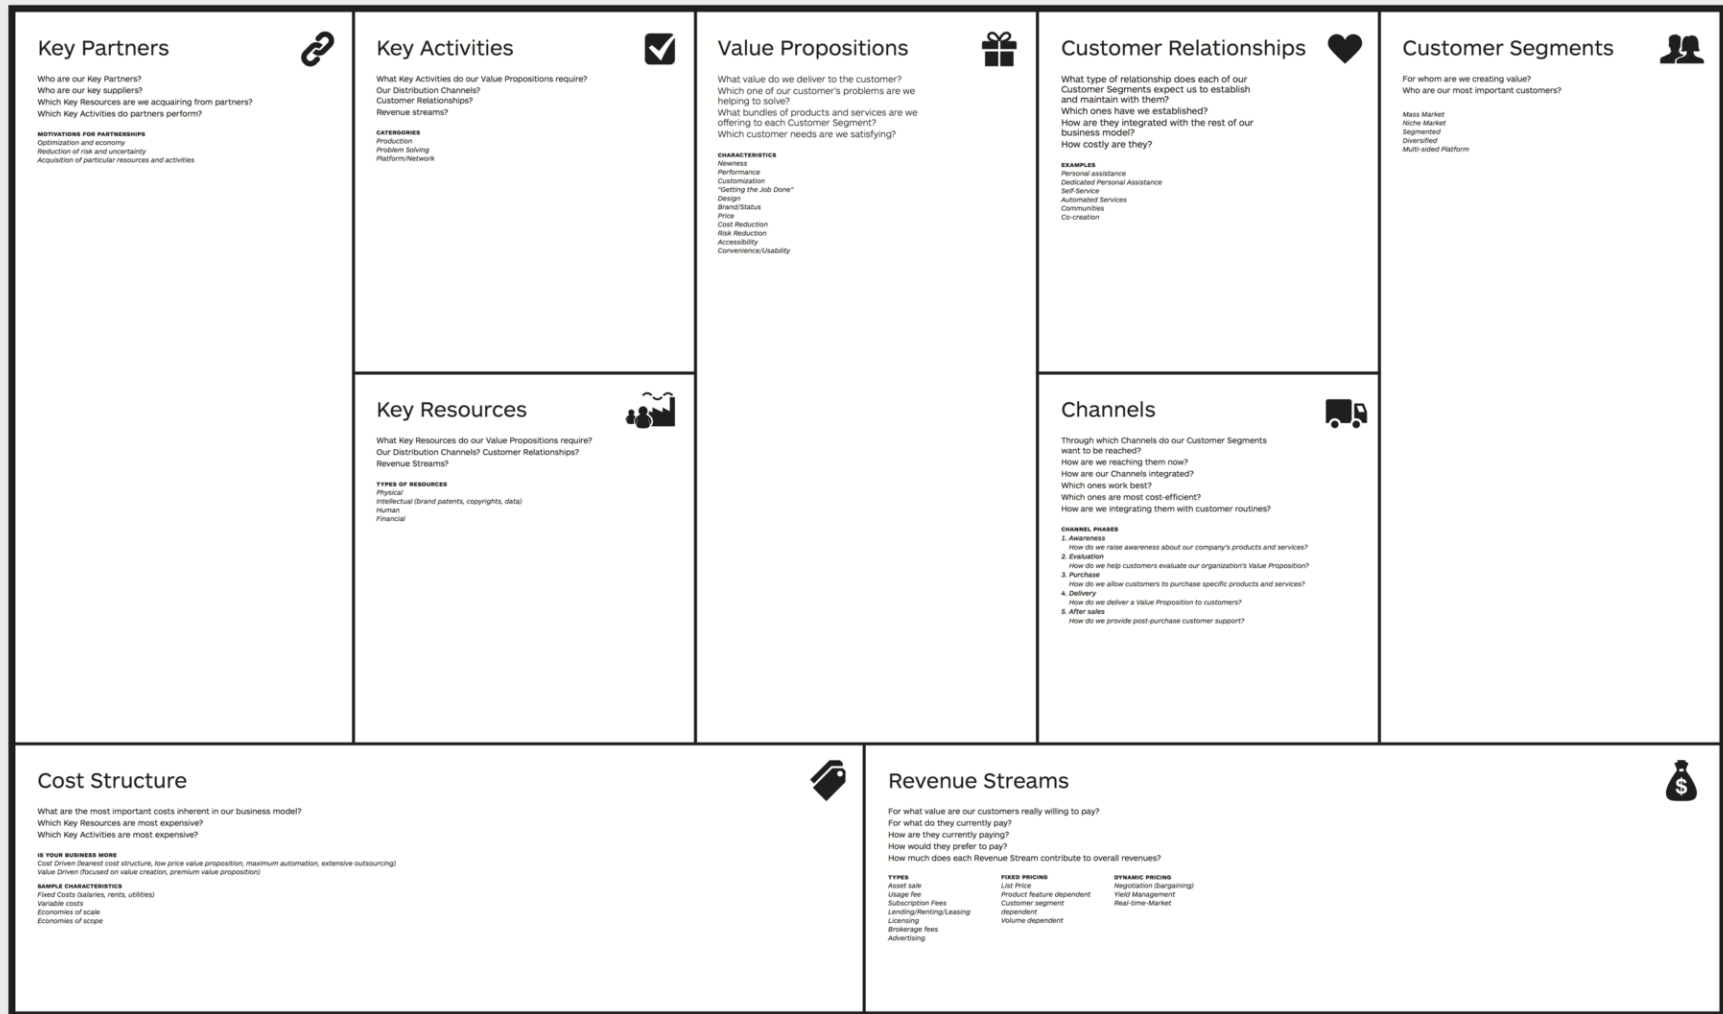 Key Partners
Who are our Key Partners?
Who are our key suppliers?
Which Key Resources are we acquairing from partners?
Which Key Activities do partners perform?
MOTIVATIONS FOR PARTNERSHIPS
Optimization and economy
Reduction of risk and uncertainty
Acquisition of particular resources and activities
Key Activities
What Key Activities do our Value Propositions require?
Our Distribution Channels?
Customer Relationships?
Revenue streams?
CATERGORIES
Production
Problem Solving
Platform/Network
Key Resources
What Key Resources do our Value Propositions require?
Our Distribution Channels? Customer Relationships?
Revenue Streams?
TYPES OF RESOURCES
Physical
Intellectual (brand patents, copyrights, data)
Human
Financial
Value Propositions
What value do we deliver to the customer?
Which one of our customer's problems are we
helping to solve?
What bundles of products and services are we
offering to each Customer Segment?
Which customer needs are we satisfying?
CHARACTERISTICS
Newness
Performance
Customization
"Getting the Job Done"
Design
Brand/Status
Price
Cost Reduction
Risk Reduction
Accessibility
Convenience/Usability
Customer Relationships
What type of relationship does each of our
Customer Segments expect us to establish
and maintain with them?
Which ones have we established?
How are they integrated with the rest of our
business model?
How costly are they?
EXAMPLES
Personal assistance
Dedicated Personal Assistance
Self-Service
Automated Services
Communities
Co-creation
Channels
Through which Channels do our Customer Segments
want to be reached?
How are we reaching them now?
How are our Channels integrated?
Which ones work best?
Which ones are most cost-efficient?
How are we integrating them with customer routines?
CHANNEL PHASES
1. Awareness
How do we raise awareness about our company's products and services?
2. Evaluation
How do we help customers evaluate our organization's Value Proposition?
3. Purchase
How do we allow customers to purchase specific products and services?
4. Delivery
How do we deliver a Value Proposition to customers?
5. After sales
How do we provide post-purchase customer support?
Customer Segments
For whom are we creating value?
Who are our most important customers?
Mass Market
Niche Market
Segmented
Diversified
Multi-sided Platform
Cost Structure
What are the most important costs inherent in our business model?
Which Key Resources are most expensive?
Which Key Activities are most expensive?
IS YOUR BUSINESS MORE
Cost Driven (leanest cost structure, low price value proposition, maximum automation, extensive outsourcing)
Value Driven (focused on value creation, premium value proposition)
SAMPLE CHARACTERISTICS
Fixed Costs (salaries, rents, utilities)
Variable costs
Economies of scale
Economies of scope
Revenue Streams
$
For what value are our customers really willing to pay?
For what do they currently pay?
How are they currently paying?
How would they prefer to pay?
How much does each Revenue Stream contribute to overall revenues?
TYPES
Asset sale
Usage fee
Subscription Fees
Lending/Renting/Leasing
Licensing
Brokerage fees
Advertising
FIXED PRICING
List Price
Product feature dependent
Customer segment
dependent
Volume dependent
DYNAMIC PRICING
Negotiation (bargaining)
Yield Management
Real-time-Market